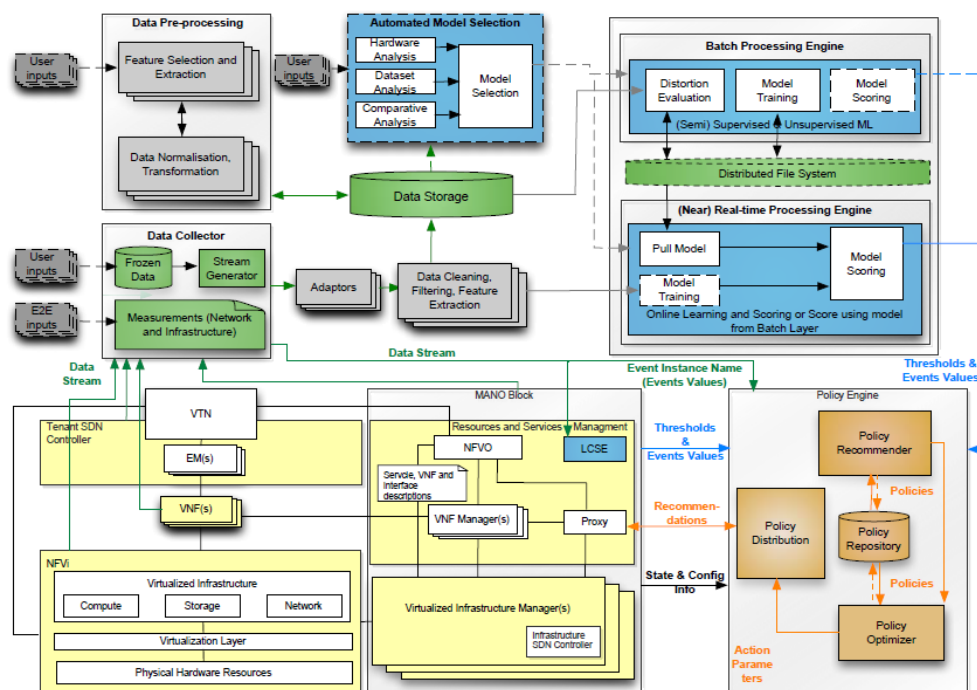 Data Pre-processing
User
inputs
Feature Selection and
Extraction
Data Normalisation,
Transformation
User
inputs
Automated Model Selection
Hardware
Analysis
Dataset
Analysis
Comparative
Analysis
Model
Selection
Batch Processing Engine
Distortion
Evaluation
Model
Training
Model
Scoring
(Semi) Supervised
Unsupervised ML
Distributed File System
Data Storage
(Near) Real-time Processing Engine
Pull Model
Model
Training
Model
Scoring
Online Learning and Scoring or Score using model
from Batch Layer
Data Collector
User
inputs
Frozen
Data
Stream
Generator
E2E
inputs
Measurements (Network
and Infrastructure)
Adaptors
Data Cleaning,
Filtering, Feature
Extraction
Data Stream
Data
Stream
Event Instance Name
(Events Values)
Thresholds &
Events Values
VTN
Tenant SDN
Controller
EM(s)
VNF(s)
MANO Block
Resources and Services - Managment
NFVO
LCSE
Servcie, VNF and
Interface
descriptions
VNF Manager(s)
Proxy
Thresholds
&
Events Values
Recommen-
dations
State & Config
Info
Policy Engine
Policy
Recommender
Policies
Policy
Distribution
Policy
Repository
Policies
Policy
Optimizer
Action
Parame
ters
NFVi
Virtualized Infrastructure
Compute
Storage
Network
Virtualization Layer
Physical Hardware Resources
Virtualized Infrastructure Manager(s)
Infrastructure
SDN Controller